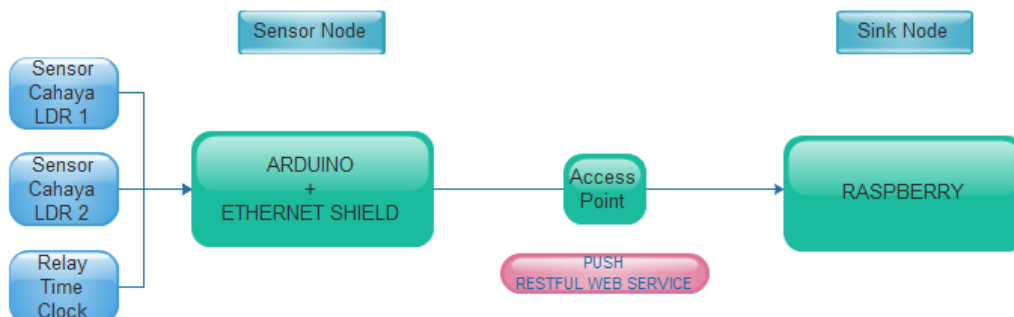 Sensor Node
Sink Node
Sensor
Cahaya
LDR 1
Sensor
Cahaya
LDR 2
Relay
Time
Clock
ARDUINO
+
ETHERNET SHIELD
Access
Point
RASPBERRY
PUSH
RESTFUL WEB SERVICE